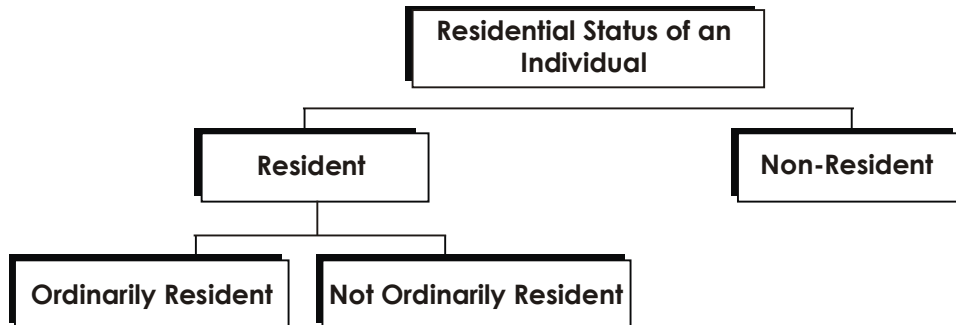 Residential Status of an
Individual
Resident
Non-Resident
Ordinarily Resident
Not Ordinarily Resident